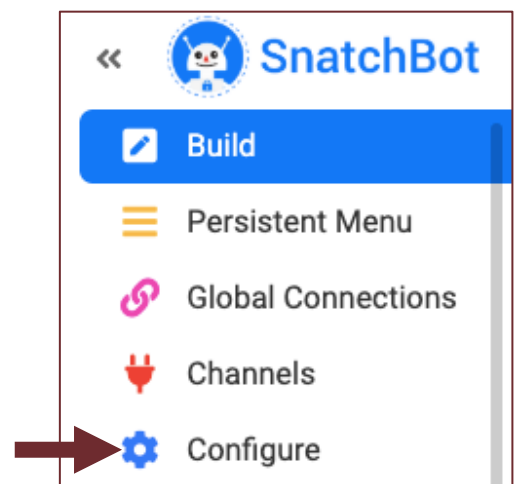 SnatchBot
Build
Persistent Menu
Global Connections
Channels
Configure